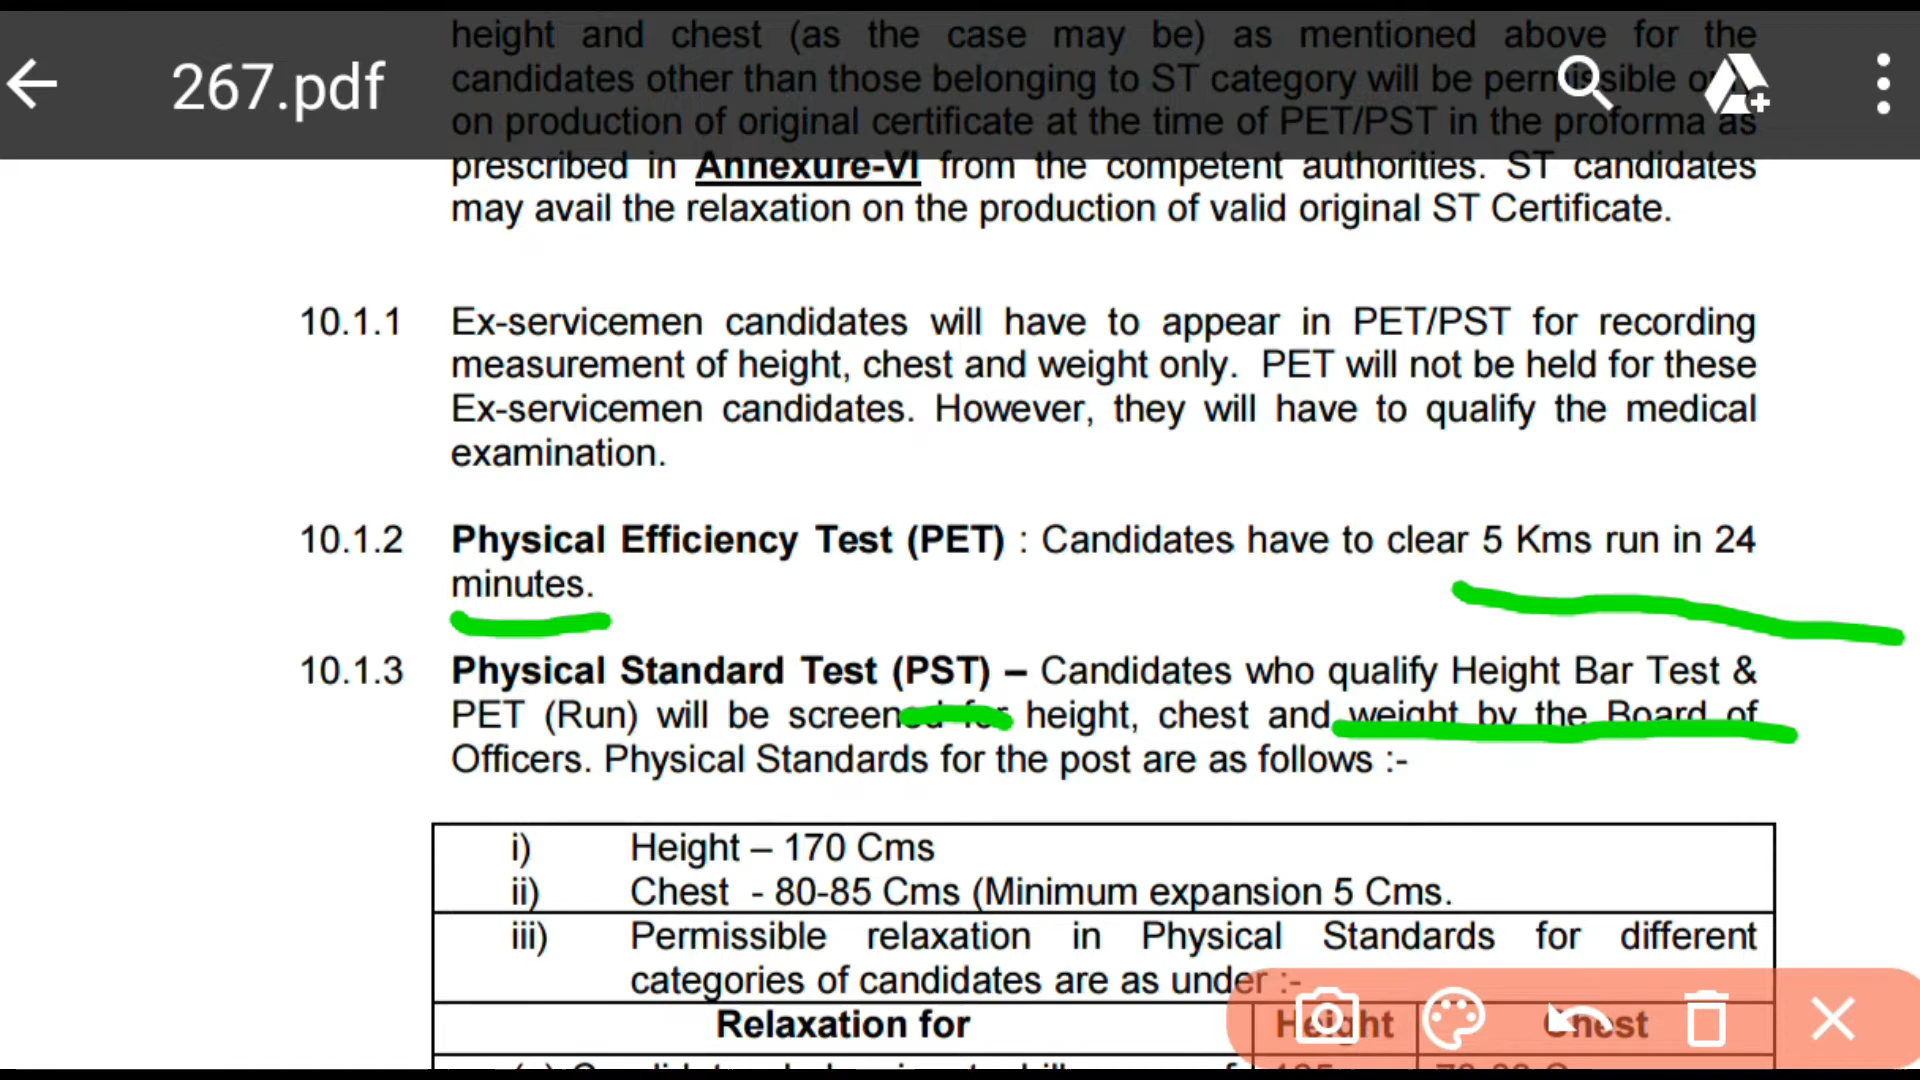 height and chest (as the case may be) as mentioned above for the
267.pdf
candidates other than those belonging to ST category will be permissible
on production of original certificate at the time of PET/PST in the proforma as
prescribed in Annexure-VI from the competent authorities. ST candidates
may avail the relaxation on the production of valid original ST Certificate.
10.1.1 Ex-servicemen candidates will have to appear in PET/PST for recording
measurement of height, chest and weight only. PET will not be held for these
Ex-servicemen candidates. However, they will have to qualify the medical
examination.
10.1.2 Physical Efficiency Test (PET) : Candidates have to clear 5 Kms run in 24
minutes.
10.1.3 Physical Standard Test (PST) – Candidates who qualify Height Bar Test &
PET (Run) will be screened for height, chest and weight by the Board of
Officers. Physical Standards for the post are as follows :-
i) Height – 170 Cms
ii) Chest - 80-85 Cms (Minimum expansion 5 Cms.
iii) Permissible relaxation in Physical Standards for different
categories of candidates are as under :-
Relaxation for Height Chest